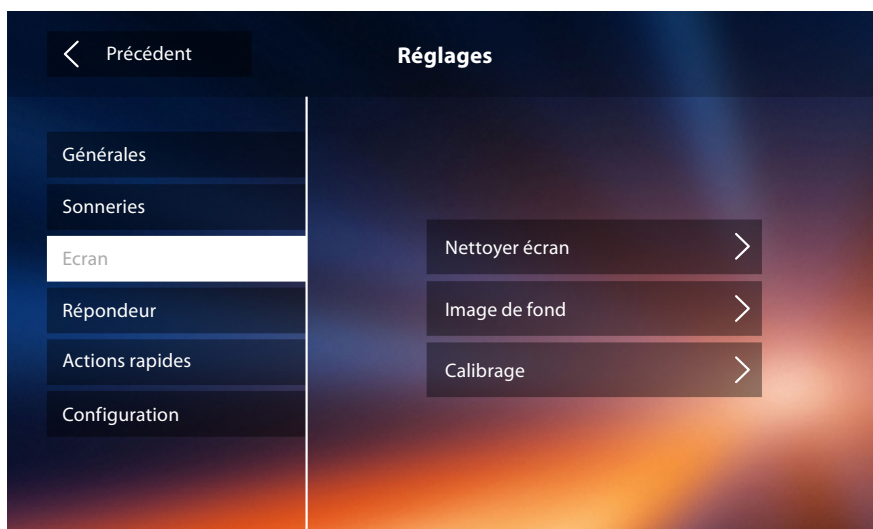 Précédent
Réglages
Générales
Sonneries
Ecran
Répondeur
Actions rapides
Configuration
Nettoyer écran
Image de fond
Calibrage